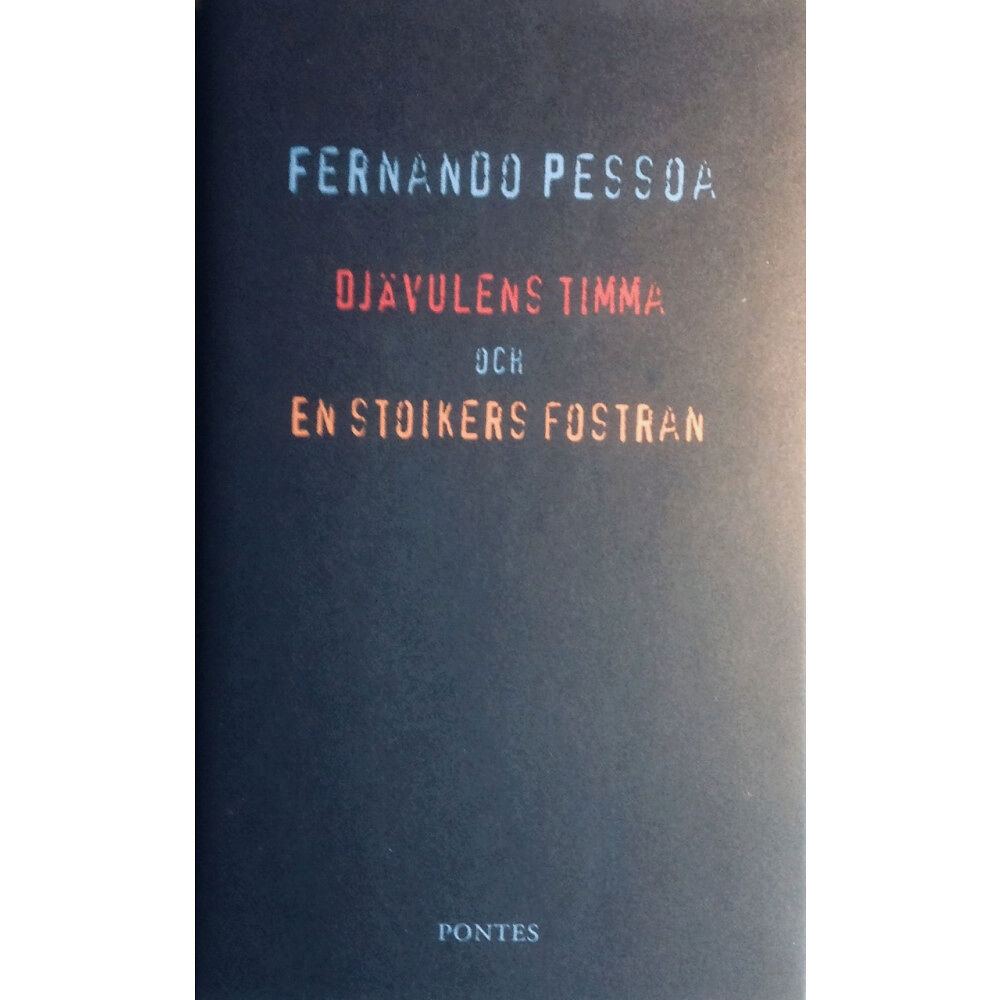 FERNANDO PESSOA
DJÄVULENS TIMMA
OCH
EN STOIKERS FOSTRAN
PONTES